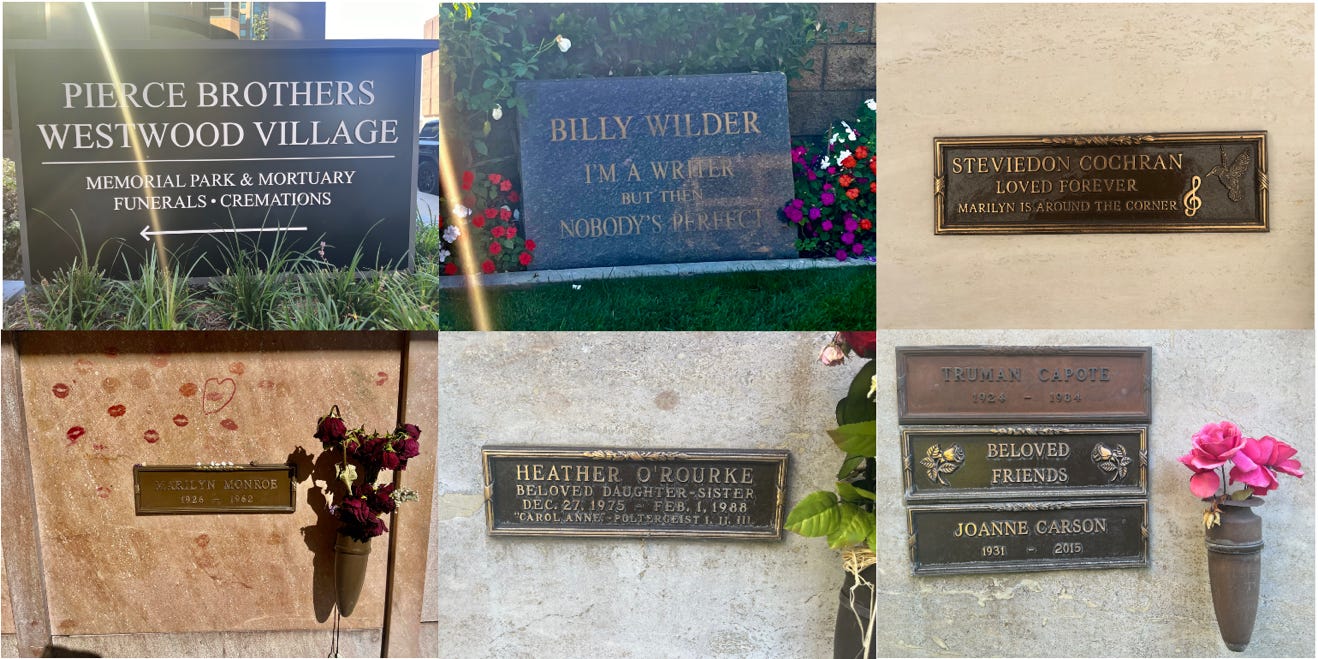 PIERCE BROTHERS
WESTWOOD VILLAGE
MEMORIAL PARK & MORTUARY
FUNERALS • CREMATIONS
BILLY WILDER
I'M A WRITER
BUT THEN
NOBODY'S PERFECT
STEVIEDON COCHRAN
LOVED FOREVER
MARILYN IS AROUND THE CORNER
MARILYN MONROE
1926 – 1962
HEATHER O'ROURKE
BELOVED DAUGHTER–SISTER
DEC. 27, 1975 – FEB. 1, 1988
"CAROL ANNE"–POLTERGEIST I, II, III
TRUMAN CAPOTE
1924 – 1984
BELOVED
FRIENDS
JOANNE CARSON
1931 – 2015